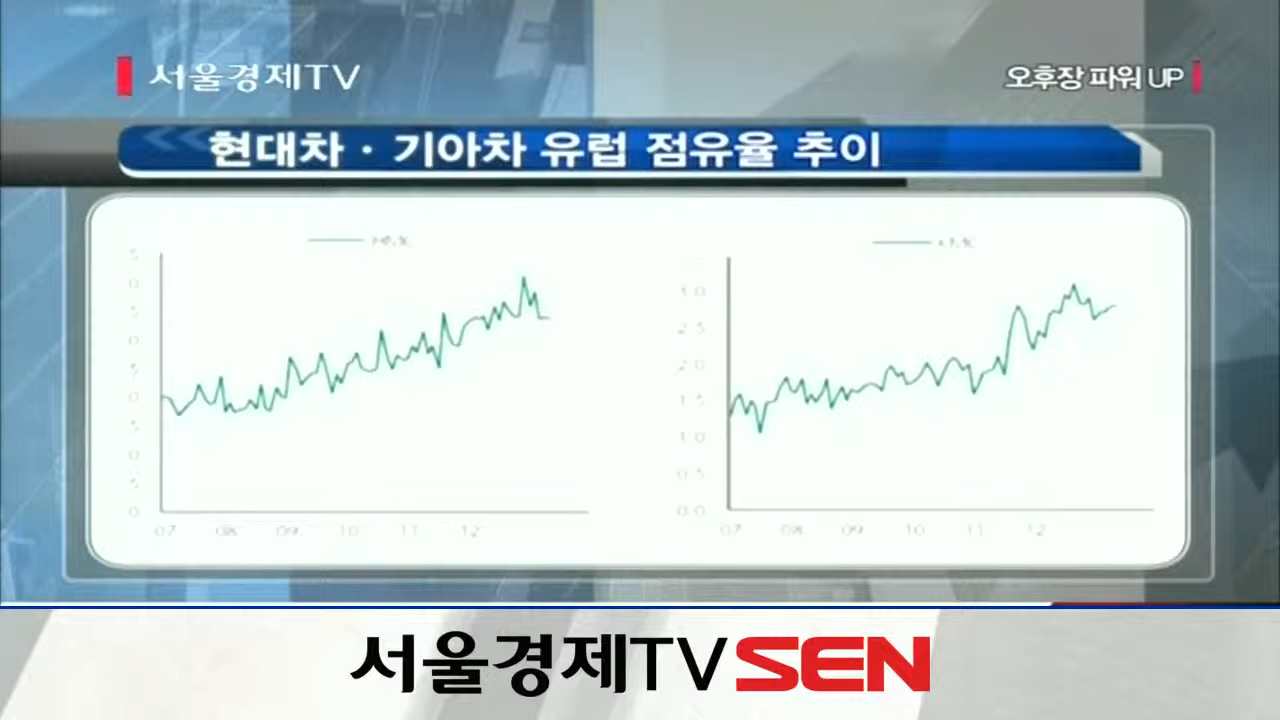 서울경제TV
오후장 파워 UP
현대차 · 기아차 유럽 점유율 추이
07 08 09 10 11 12
3.0
2.5
2.0
1.5
1.0
0.5
0.0
07 08 09 10 11 12
서울경제TV SEN